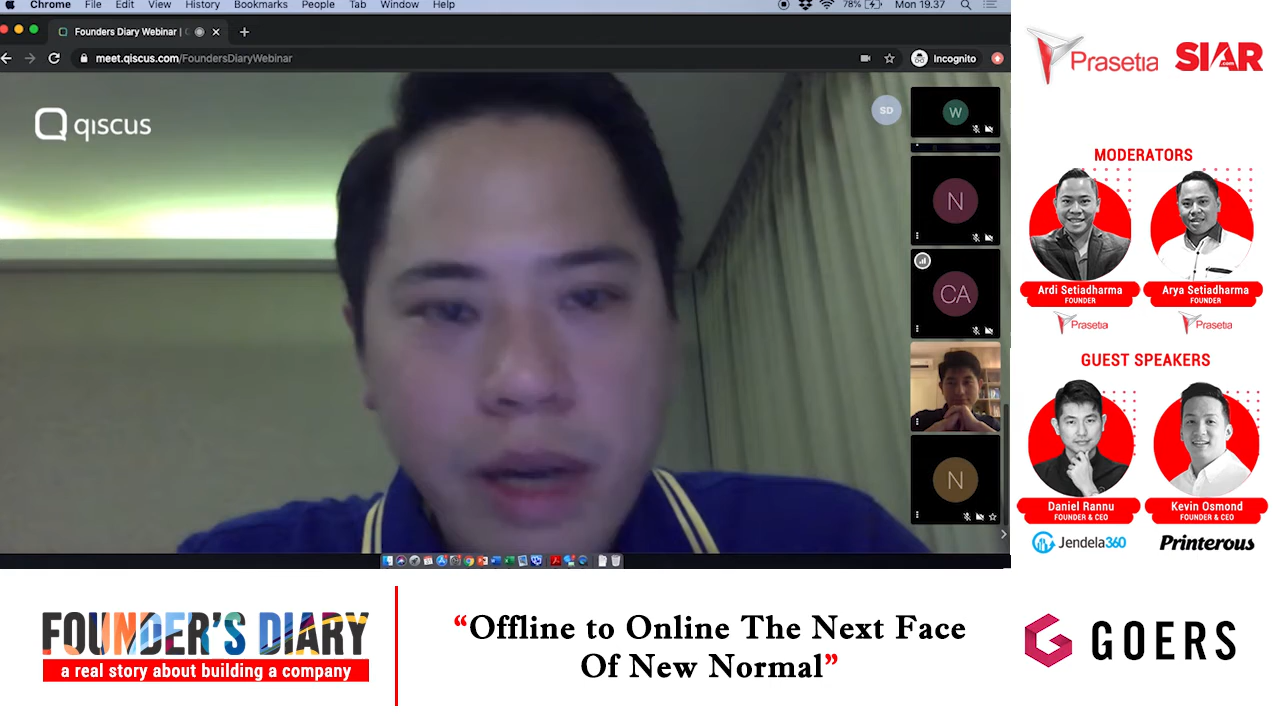 Chrome File Edit View History Bookmarks People Tab Window Help 78% Mon 19.37
Founders Diary Webinar |
meet.qiscus.com/FoundersDiaryWebinar Incognito
qiscus
SD
W
N
CA
N
Prasetia SIAR
.com
MODERATORS
Ardi Setiadharma Arya Setiadharma
FOUNDER FOUNDER
Prasetia Prasetia
GUEST SPEAKERS
Daniel Rannu Kevin Osmond
FOUNDER & CEO FOUNDER & CEO
Jendela360 Printerous
FOUNDER'S DIARY
a real story about building a company
“Offline to Online The Next Face
Of New Normal”
GOERS